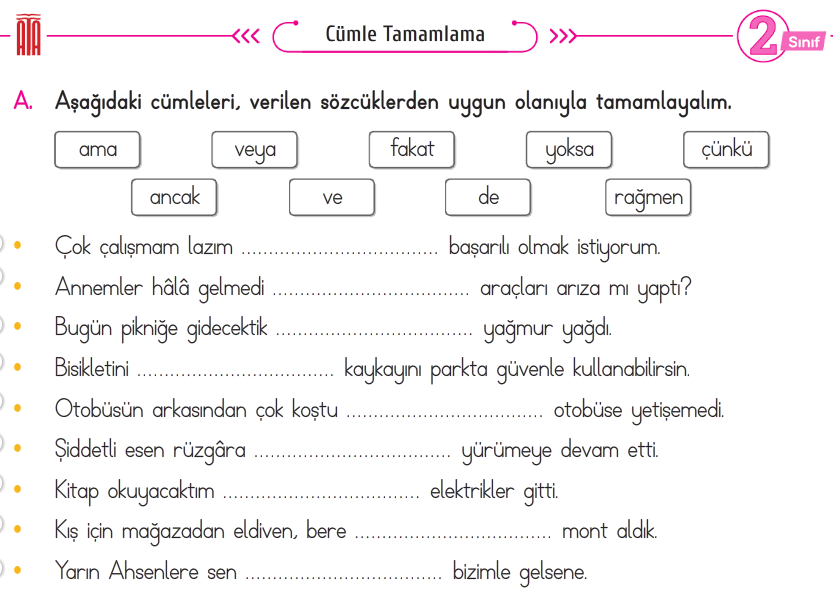 ATA
Cümle Tamamlama
2 Sınıf
A. Aşağıdaki cümleleri, verilen sözcüklerden uygun olanıyla tamamlayalım.
ama veya fakat yoksa çünkü
ancak ve de rağmen
• Çok çalışmam lazım .................................... başarılı olmak istiyorum.
• Annemler hâlâ gelmedi .................................... araçları arıza mı yaptı?
• Bugün pikniğe gidecektik .................................... yağmur yağdı.
• Bisikletini .................................... kaykayını parkta güvenle kullanabilirsin.
• Otobüsün arkasından çok koştu .................................... otobüse yetişemedi.
• Şiddetli esen rüzgâra .................................... yürümeye devam etti.
• Kitap okuyacaktım .................................... elektrikler gitti.
• Kış için mağazadan eldiven, bere .................................... mont aldık.
• Yarın Ahsenlere sen .................................... bizimle gelsene.